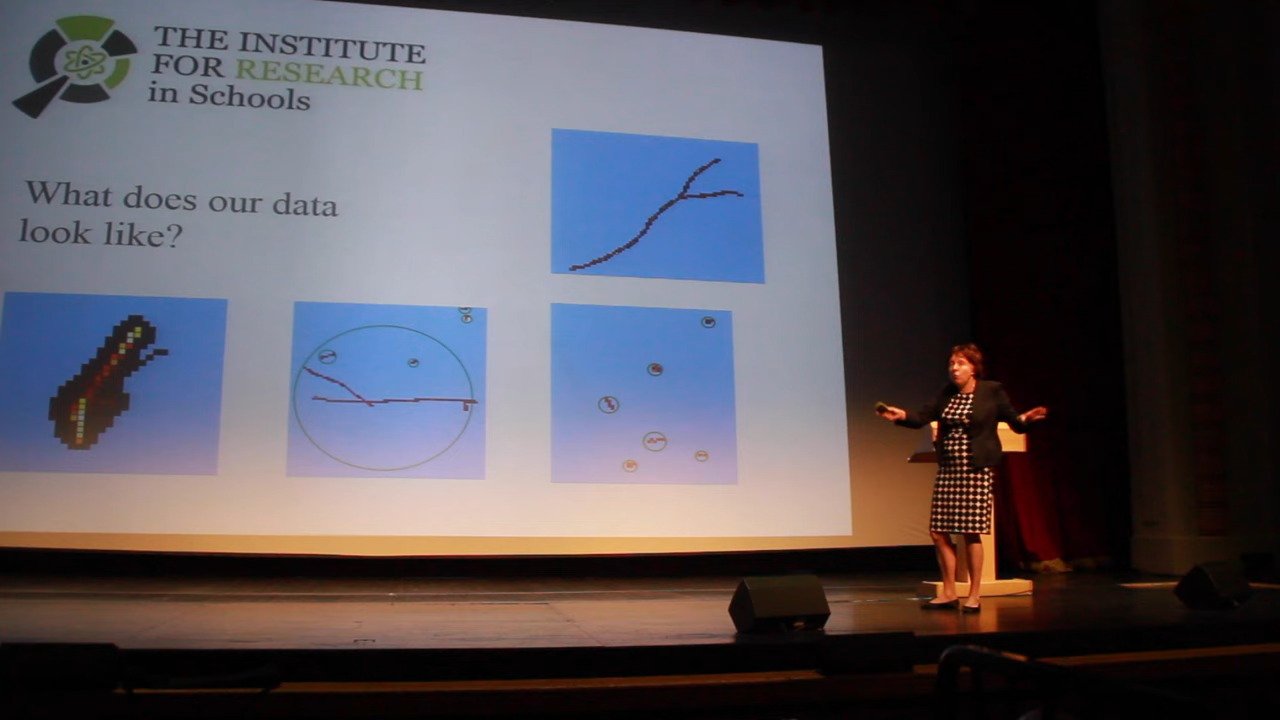 THE INSTITUTE
FOR RESEARCH
in Schools
What does our data
look like?